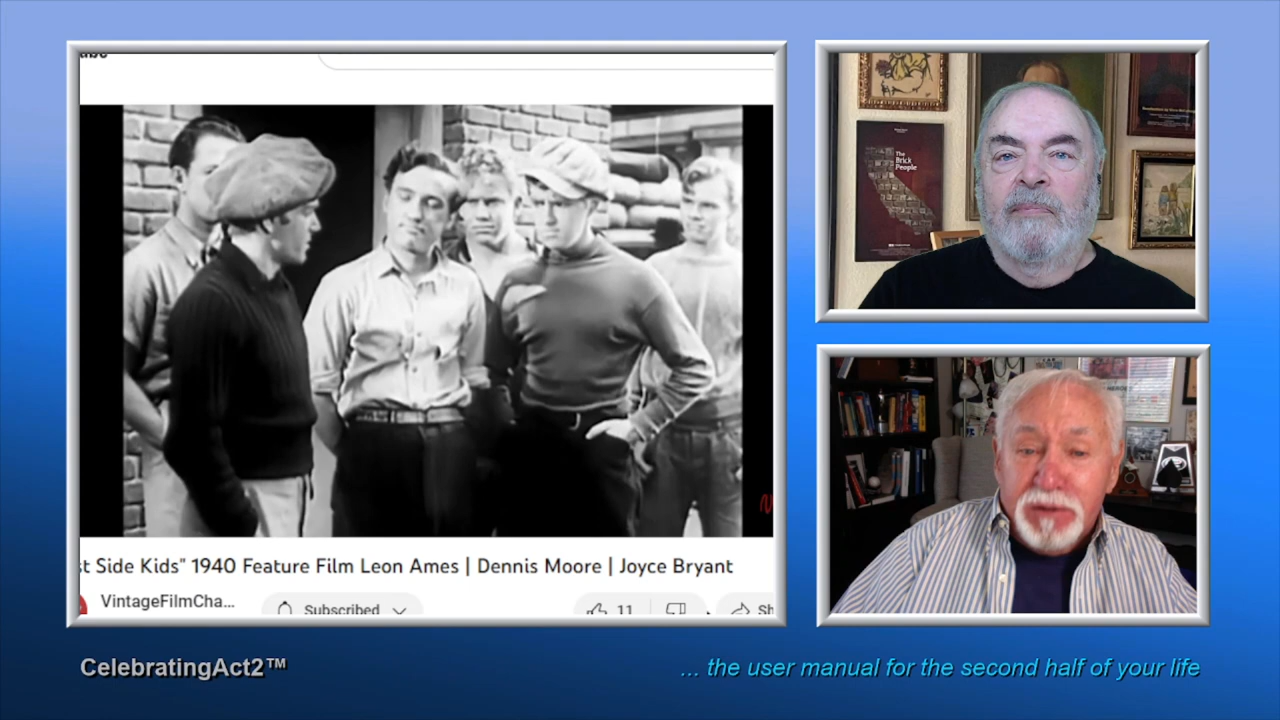 st Side Kids" 1940 Feature Film Leon Ames | Dennis Moore | Joyce Bryant
VintageFilmCha...
Subscribed
11
Sh
The
Brick
People
CelebratingAct2™
... the user manual for the second half of your life